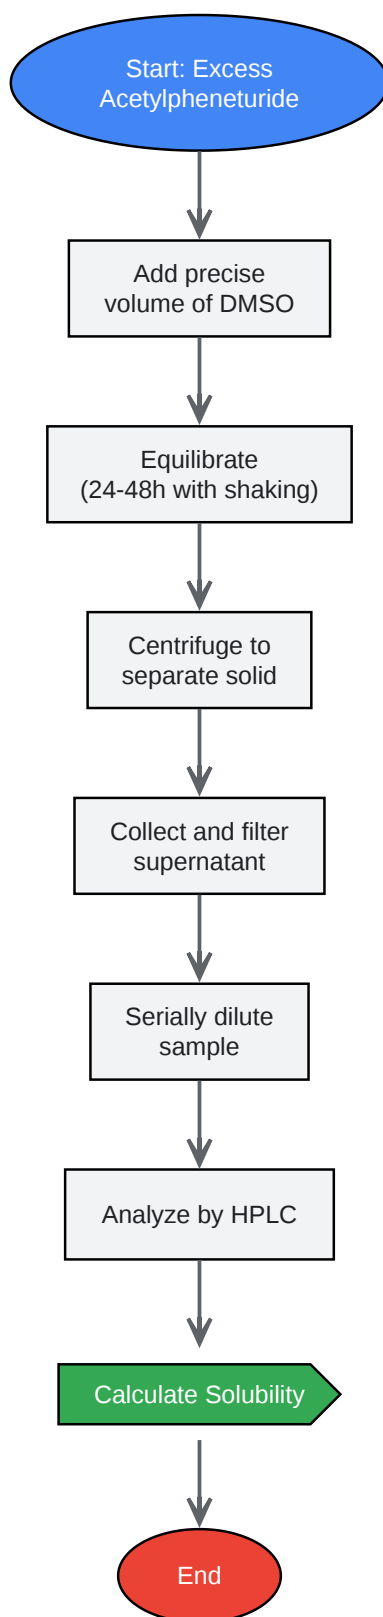 Start: Excess
Acetylpheneturide
Add precise
volume of DMSO
Equilibrate
(24-48h with shaking)
Centrifuge to
separate solid
Collect and filter
supernatant
Serially dilute
sample
Analyze by HPLC
Calculate Solubility
End